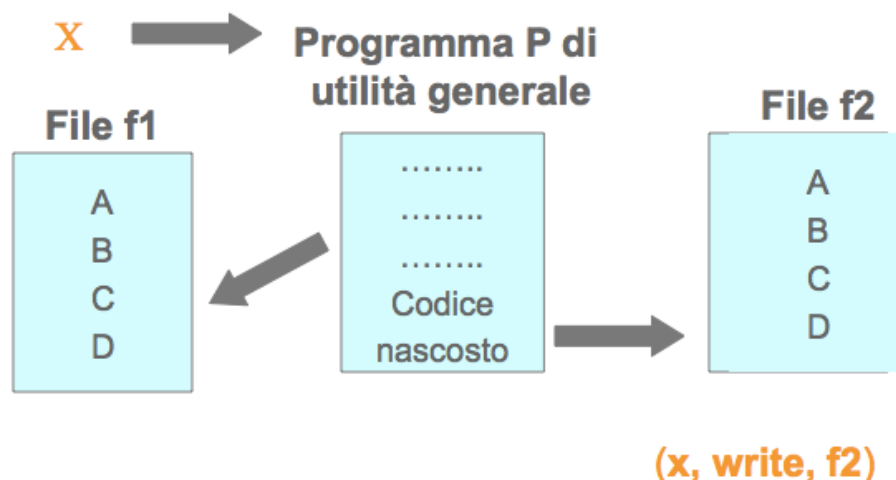 x
Programma P di
utilità generale
File f1
A
B
C
D
........
........
........
Codice
nascosto
File f2
A
B
C
D
(x, write, f2)